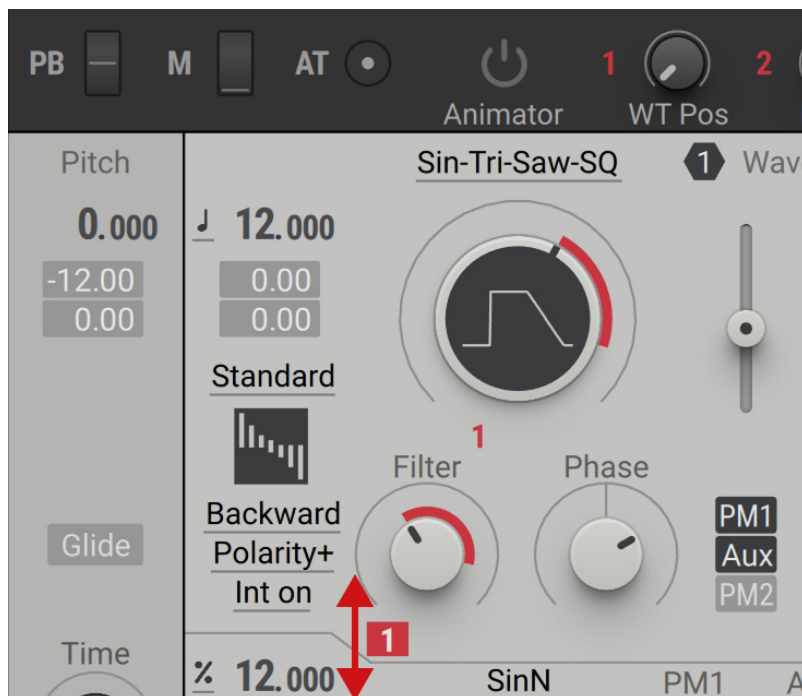 PB M AT 1 2
Animator WT Pos
Pitch Sin-Tri-Saw-SQ 1 Wav
0.000 12.000
-12.00 0.00
0.00 0.00
Standard
1
Filter Phase
Backward PM1
Glide Polarity+ Aux
Int on PM2
1
Time
% 12.000 SinN PM1 A